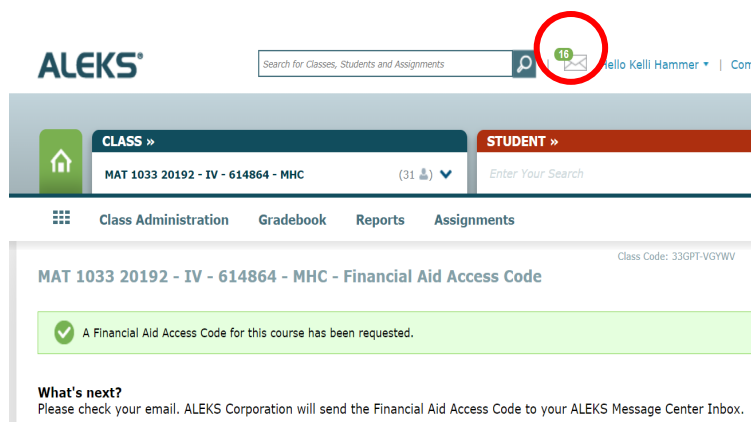 ALEKS®
Search for Classes, Students and Assignments
16
Hello Kelli Hammer
CLASS »
STUDENT »
MAT 1033 20192 - IV - 614864 - MHC (31)
Enter Your Search
Class Administration Gradebook Reports Assignments
Class Code: 33GPT-VGYWV
MAT 1033 20192 - IV - 614864 - MHC - Financial Aid Access Code
A Financial Aid Access Code for this course has been requested.
What's next?
Please check your email. ALEKS Corporation will send the Financial Aid Access Code to your ALEKS Message Center Inbox.